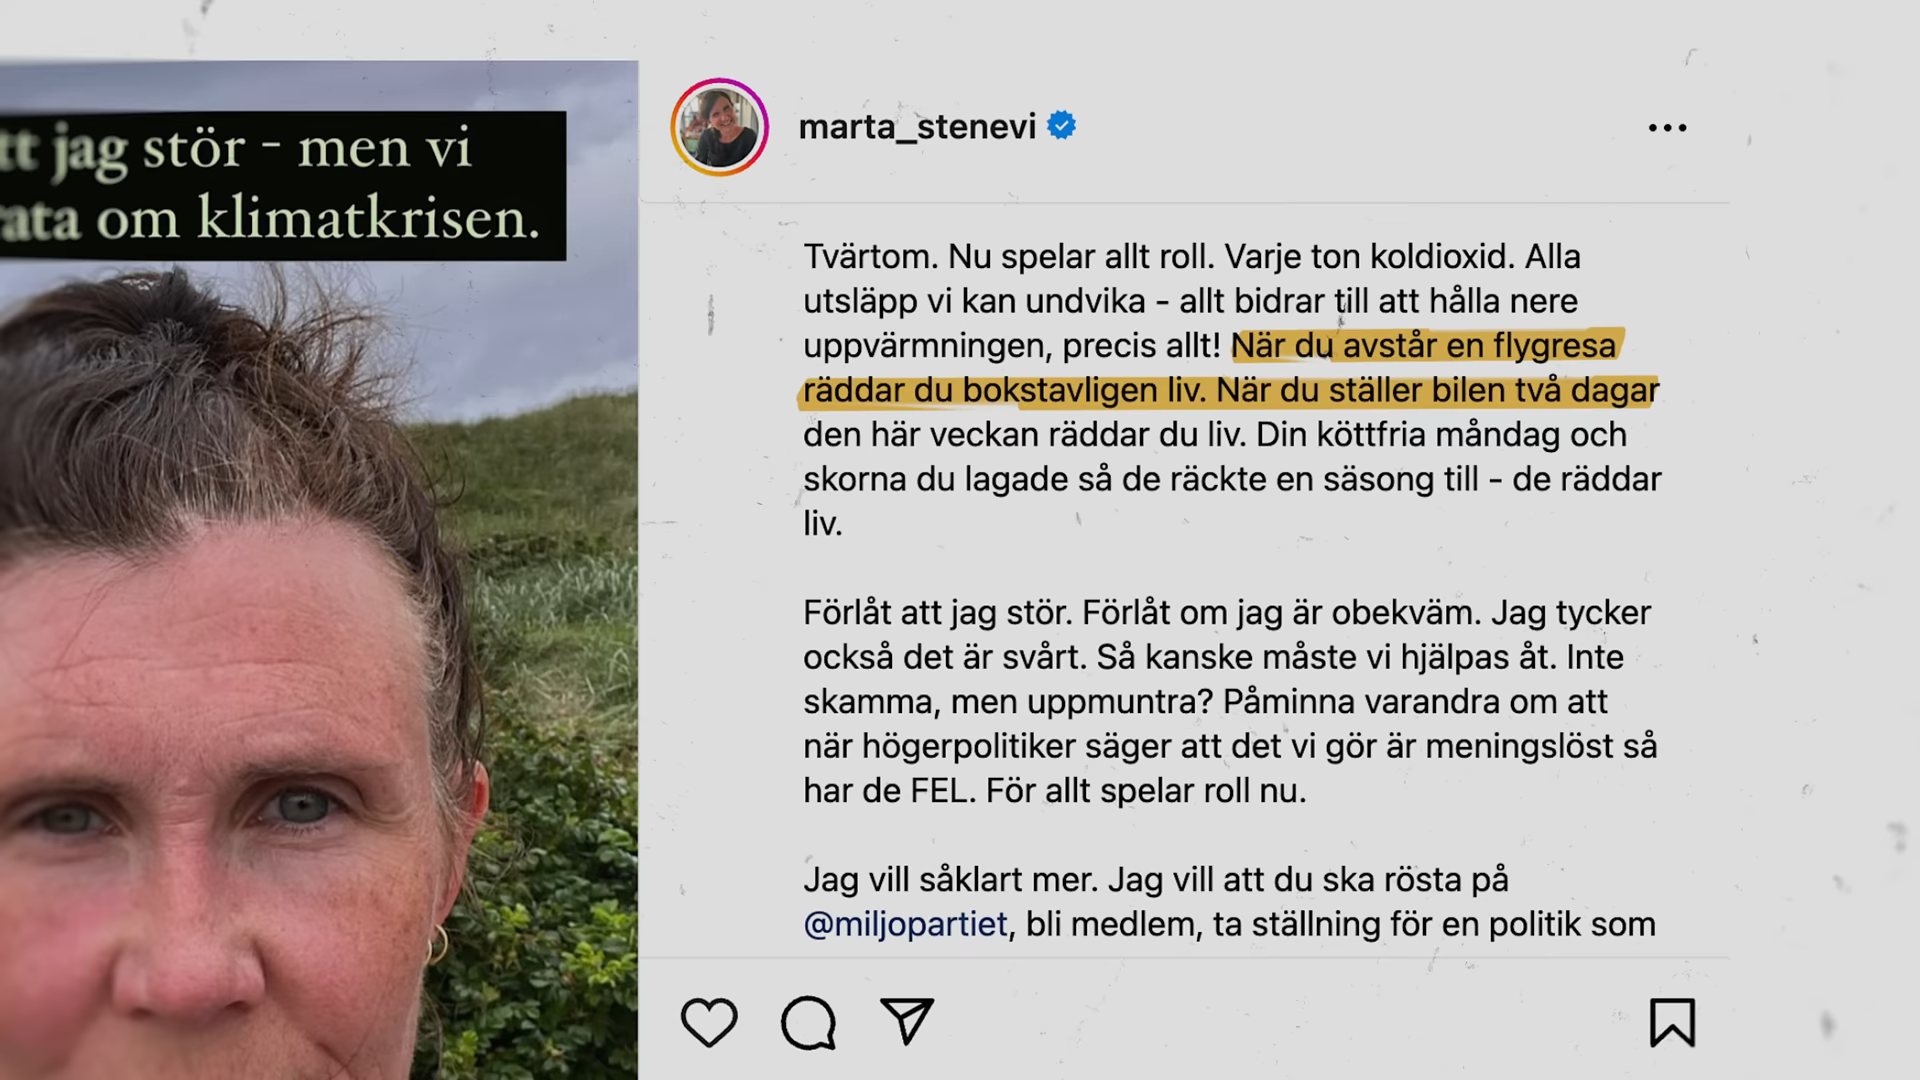 tt jag stör - men vi
rata om klimatkrisen.
marta_stenevi
Tvärtom. Nu spelar allt roll. Varje ton koldioxid. Alla
utsläpp vi kan undvika - allt bidrar till att hålla nere
uppvärmningen, precis allt! När du avstår en flygresa
räddar du bokstavligen liv. När du ställer bilen två dagar
den här veckan räddar du liv. Din köttfria måndag och
skorna du lagade så de räckte en säsong till - de räddar
liv.
Förlåt att jag stör. Förlåt om jag är obekväm. Jag tycker
också det är svårt. Så kanske måste vi hjälpas åt. Inte
skamma, men uppmuntra? Påminna varandra om att
när högerpolitiker säger att det vi gör är meningslöst så
har de FEL. För allt spelar roll nu.
Jag vill såklart mer. Jag vill att du ska rösta på
@miljopartiet, bli medlem, ta ställning för en politik som